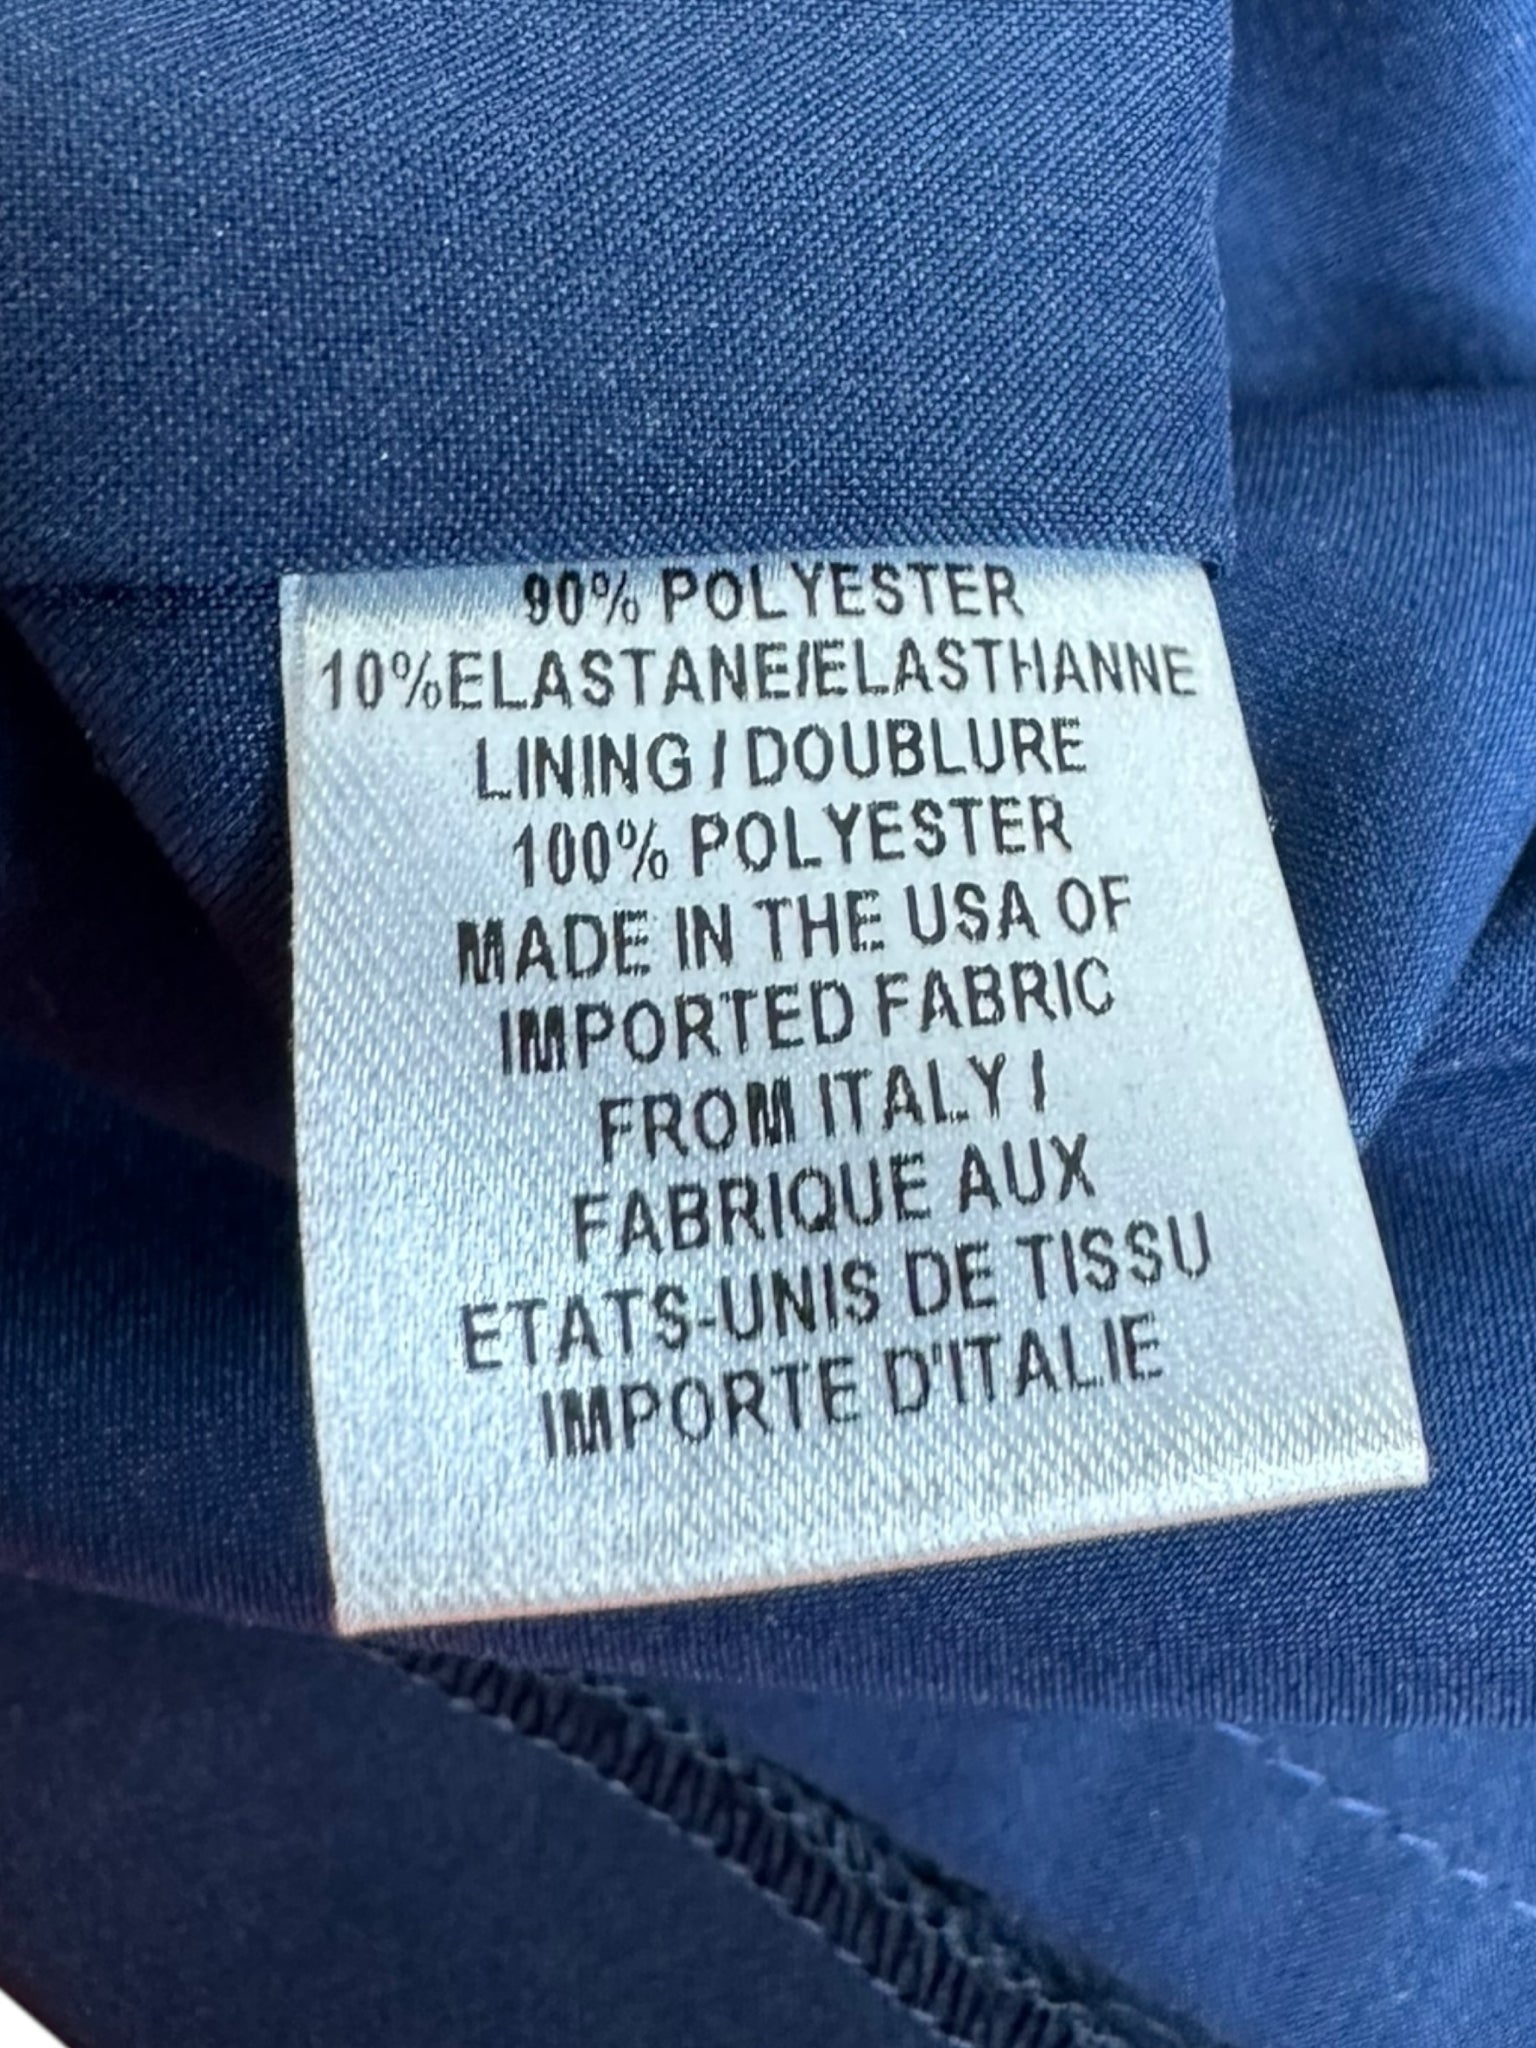 90% POLYESTER
10%ELASTANE/ELASTHANNE
LINING / DOUBLURE
100% POLYESTER
MADE IN THE USA OF
IMPORTED FABRIC
FROM ITALY /
FABRIQUE AUX
ETATS-UNIS DE TISSU
IMPORTE D'ITALIE